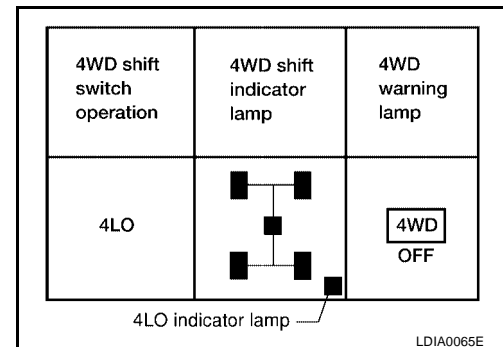 4WD shift
switch
operation
4WD shift
indicator
lamp
4WD
warning
lamp
4LO
4WD
OFF
4LO indicator lamp
LDIA0065E